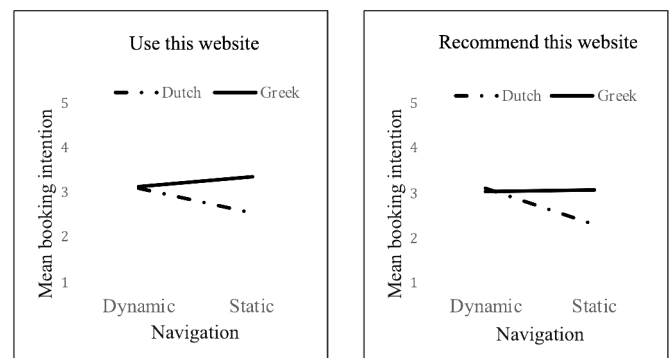 Use this website
Dutch Greek
5
4
3
2
1
Mean booking intention
Dynamic Static
Navigation
Recommend this website
Dutch Greek
5
4
3
2
1
Mean booking intention
Dynamic Static
Navigation